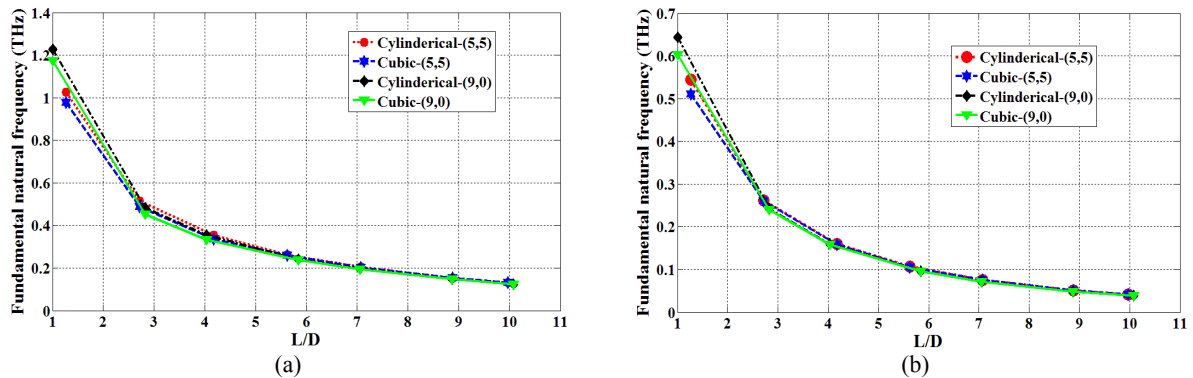 Fundamental natural frequency (THz)
1.4
1.2
1
0.8
0.6
0.4
0.2
0
1 2 3 4 5 6 7 8 9 10 11
L/D
Cylinderical-(5,5)
Cubic-(5,5)
Cylinderical-(9,0)
Cubic-(9,0)
(a)
Fundamental natural frequency (THz)
0.7
0.6
0.5
0.4
0.3
0.2
0.1
0
1 2 3 4 5 6 7 8 9 10 11
L/D
Cylinderical-(5,5)
Cubic-(5,5)
Cylinderical-(9,0)
Cubic-(9,0)
(b)